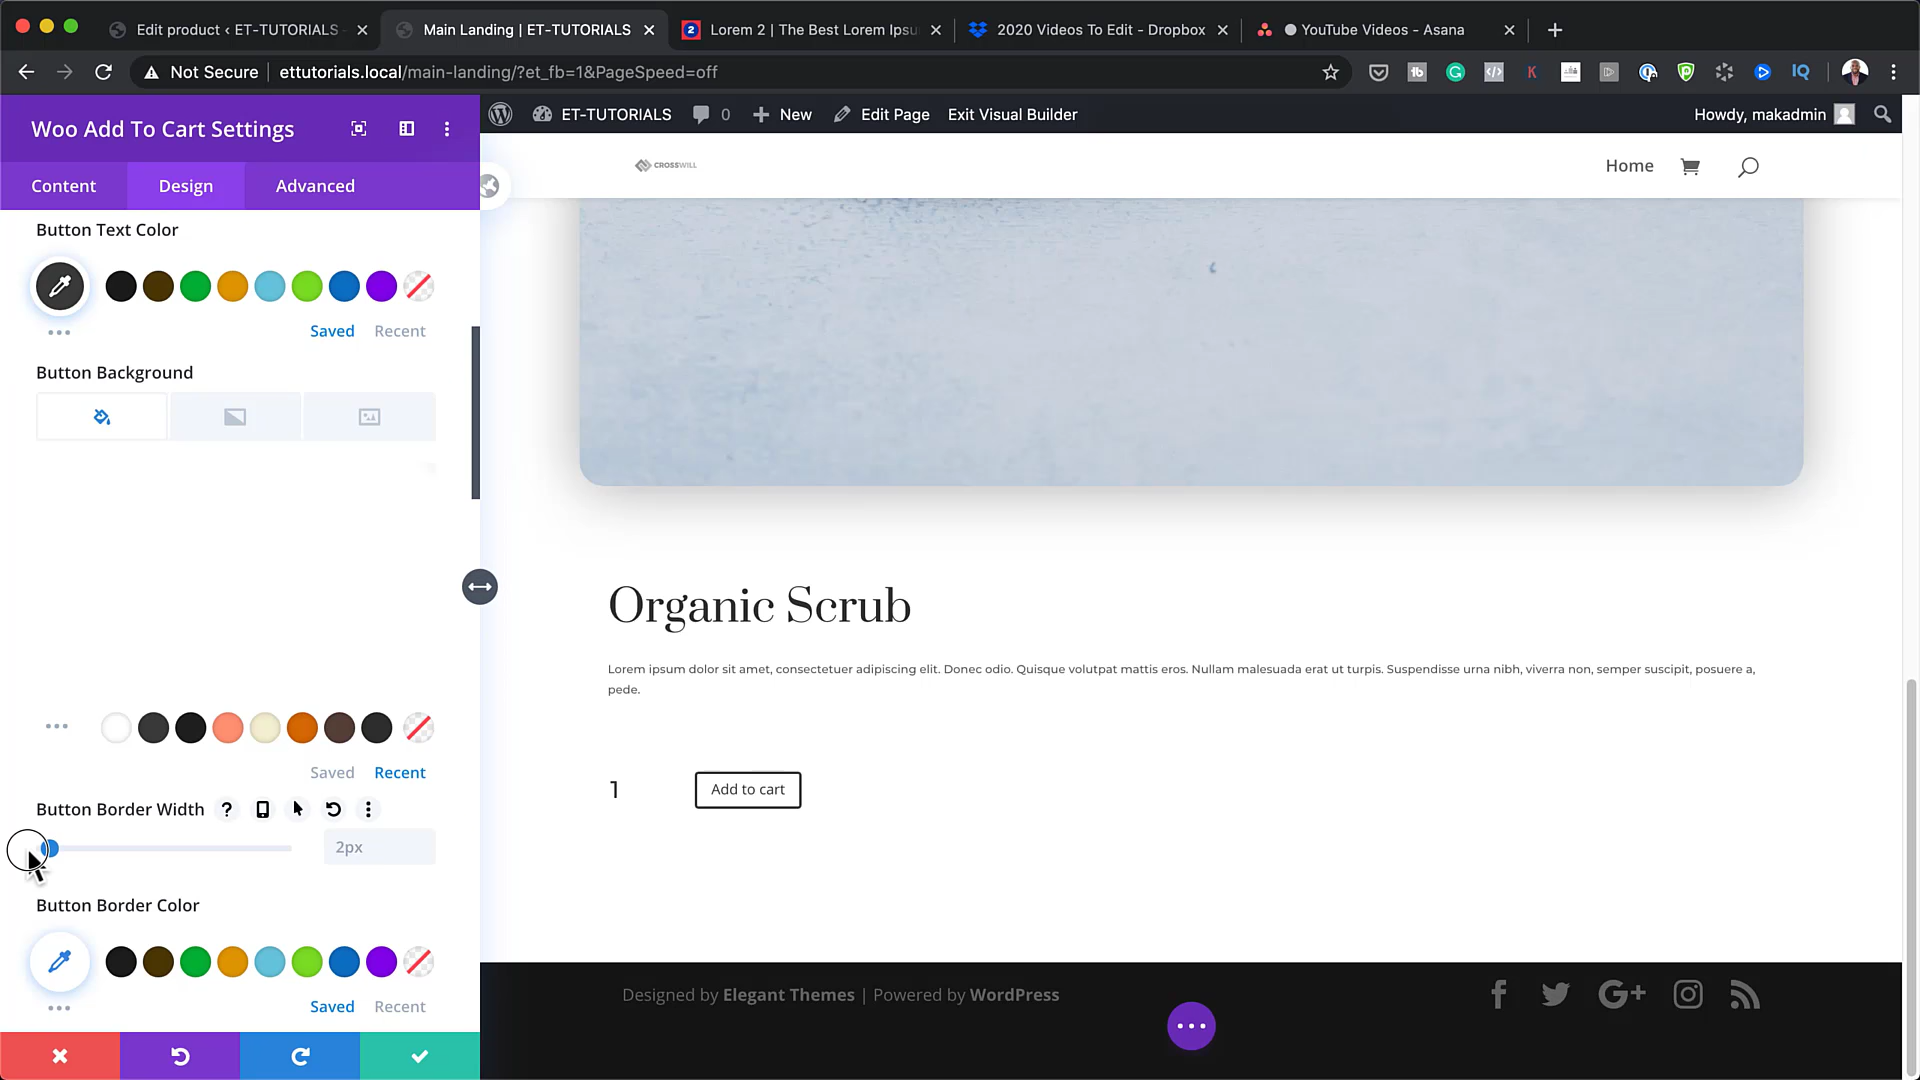 Edit product ‹ ET-TUTORIALS
Main Landing | ET-TUTORIALS
2
Lorem 2 | The Best Lorem Ipsu
2020 Videos To Edit - Dropbox
YouTube Videos - Asana
Not Secure
ettutorials.local/main-landing/?et_fb=1&PageSpeed=off
tb
K
IQ
Woo Add To Cart Settings
ET-TUTORIALS
0
New
Edit Page
Exit Visual Builder
Howdy, makadmin
CROSSWILL
Home
Content
Design
Advanced
Button Text Color
Saved
Recent
Button Background
Saved
Recent
Button Border Width
?
2px
Button Border Color
Saved
Recent
Organic Scrub
Lorem ipsum dolor sit amet, consectetuer adipiscing elit. Donec odio. Quisque volutpat mattis eros. Nullam malesuada erat ut turpis. Suspendisse urna nibh, viverra non, semper suscipit, posuere a,
pede.
1
Add to cart
Designed by Elegant Themes | Powered by WordPress